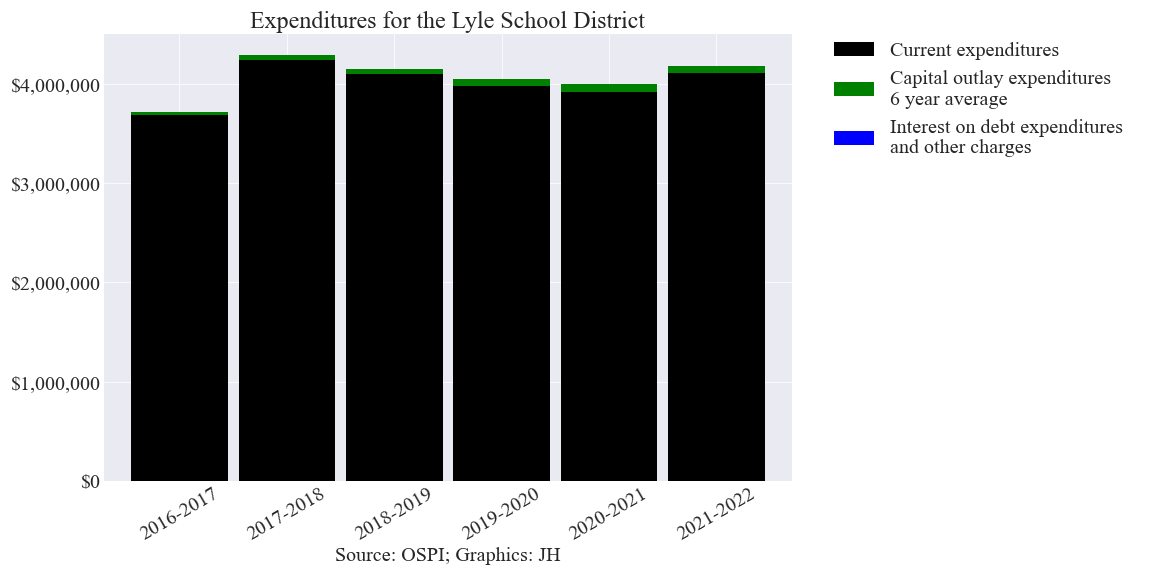 Expenditures for the Lyle School District
Current expenditures
Capital outlay expenditures
6 year average
Interest on debt expenditures
and other charges
$4,000,000
$3,000,000
$2,000,000
$1,000,000
$0
2016-2017
2017-2018
2018-2019
2019-2020
2020-2021
2021-2022
Source: OSPI; Graphics: JH